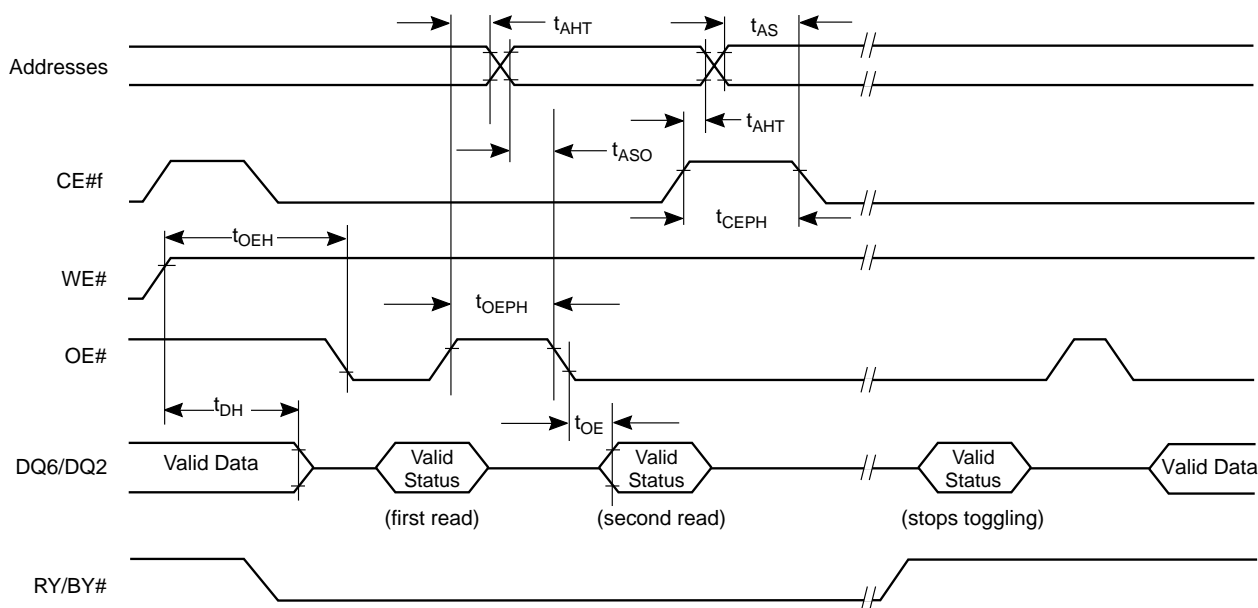 tAHT
tAS
Addresses
tAHT
tASO
CE#f
tCEPH
tOEH
WE#
tOEPH
OE#
tDH
tOE
DQ6/DQ2
Valid Data
Valid
Status
Valid
Status
Valid
Status
Valid Data
(first read)
(second read)
(stops toggling)
RY/BY#